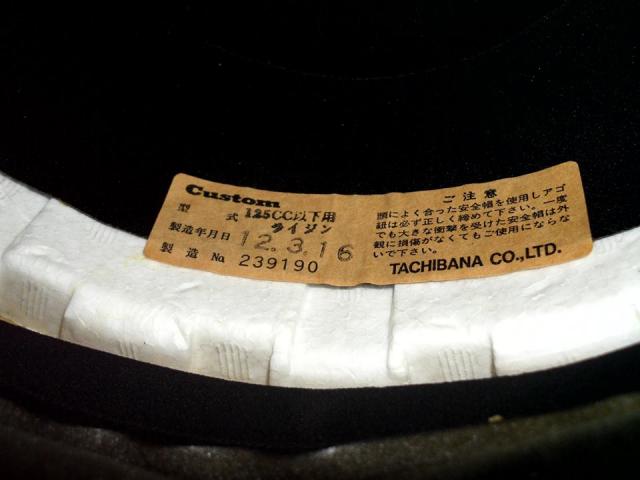 Custom
型 式 125CC以下用
ライジン
製造年月日 12.3.16
製 造 No 239190
ご注意
頭によく合った安全帽を使用しアゴ
紐は必ず正しく締めて下さい。一度
でも大きな衝撃を受けた安全帽は外
観に損傷がなくてもご使用にならな
いで下さい。
TACHIBANA CO.,LTD.